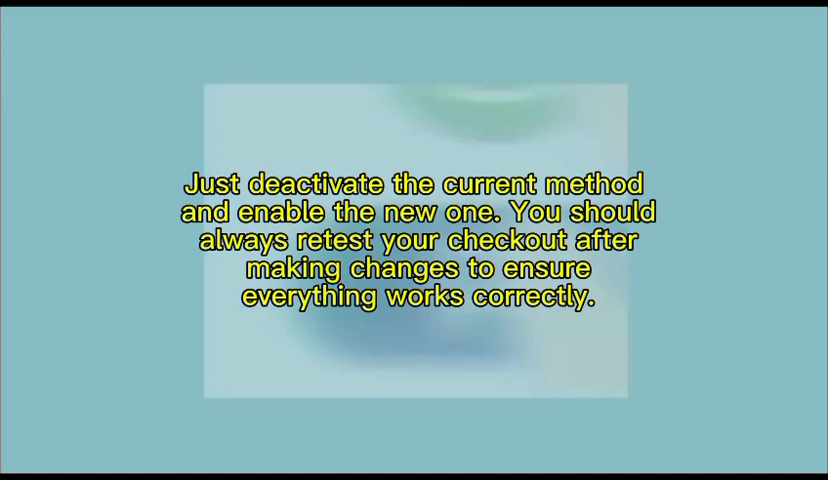 Just deactivate the current method
and enable the new one. You should
always retest your checkout after
making changes to ensure
everything works correctly.